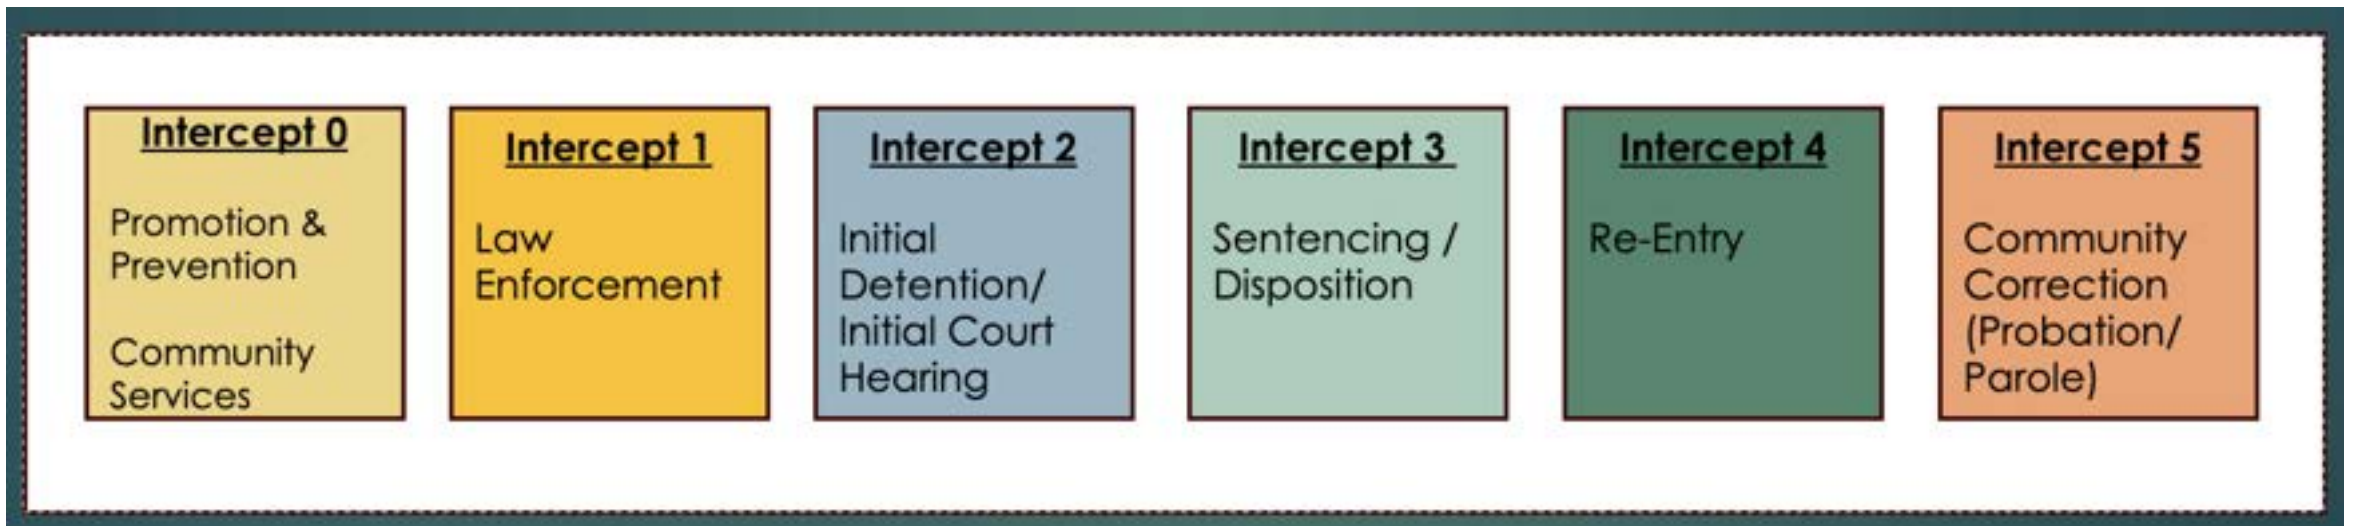 Intercept 0
Promotion &
Prevention
Community
Services
Intercept 1
Law
Enforcement
Intercept 2
Initial
Detention/
Initial Court
Hearing
Intercept 3
Sentencing /
Disposition
Intercept 4
Re-Entry
Intercept 5
Community
Correction
(Probation/
Parole)